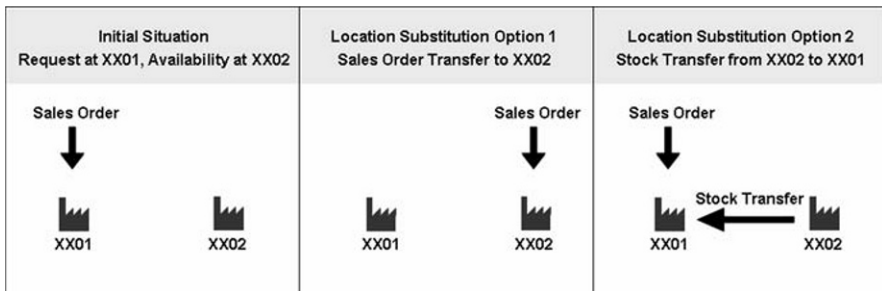 Initial Situation
Request at XX01, Availability at XX02
Location Substitution Option 1
Sales Order Transfer to XX02
Location Substitution Option 2
Stock Transfer from XX02 to XX01
Sales Order
XX01
XX02
Sales Order
XX01
XX02
Sales Order
Stock Transfer
XX01
XX02